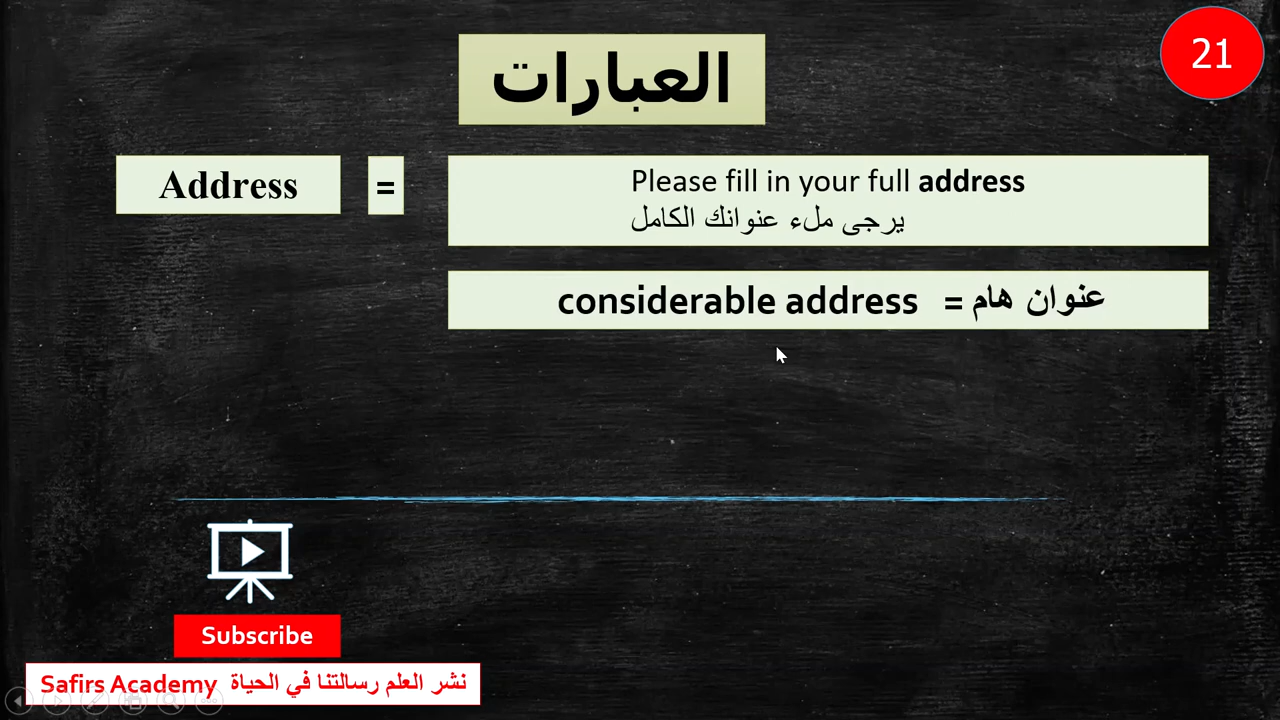 21
العبارات
Address = Please fill in your full address
يرجى ملء عنوانك الكامل
considerable address = عنوان هام
Subscribe
Safirs Academy نشر العلم رسالتنا في الحياة